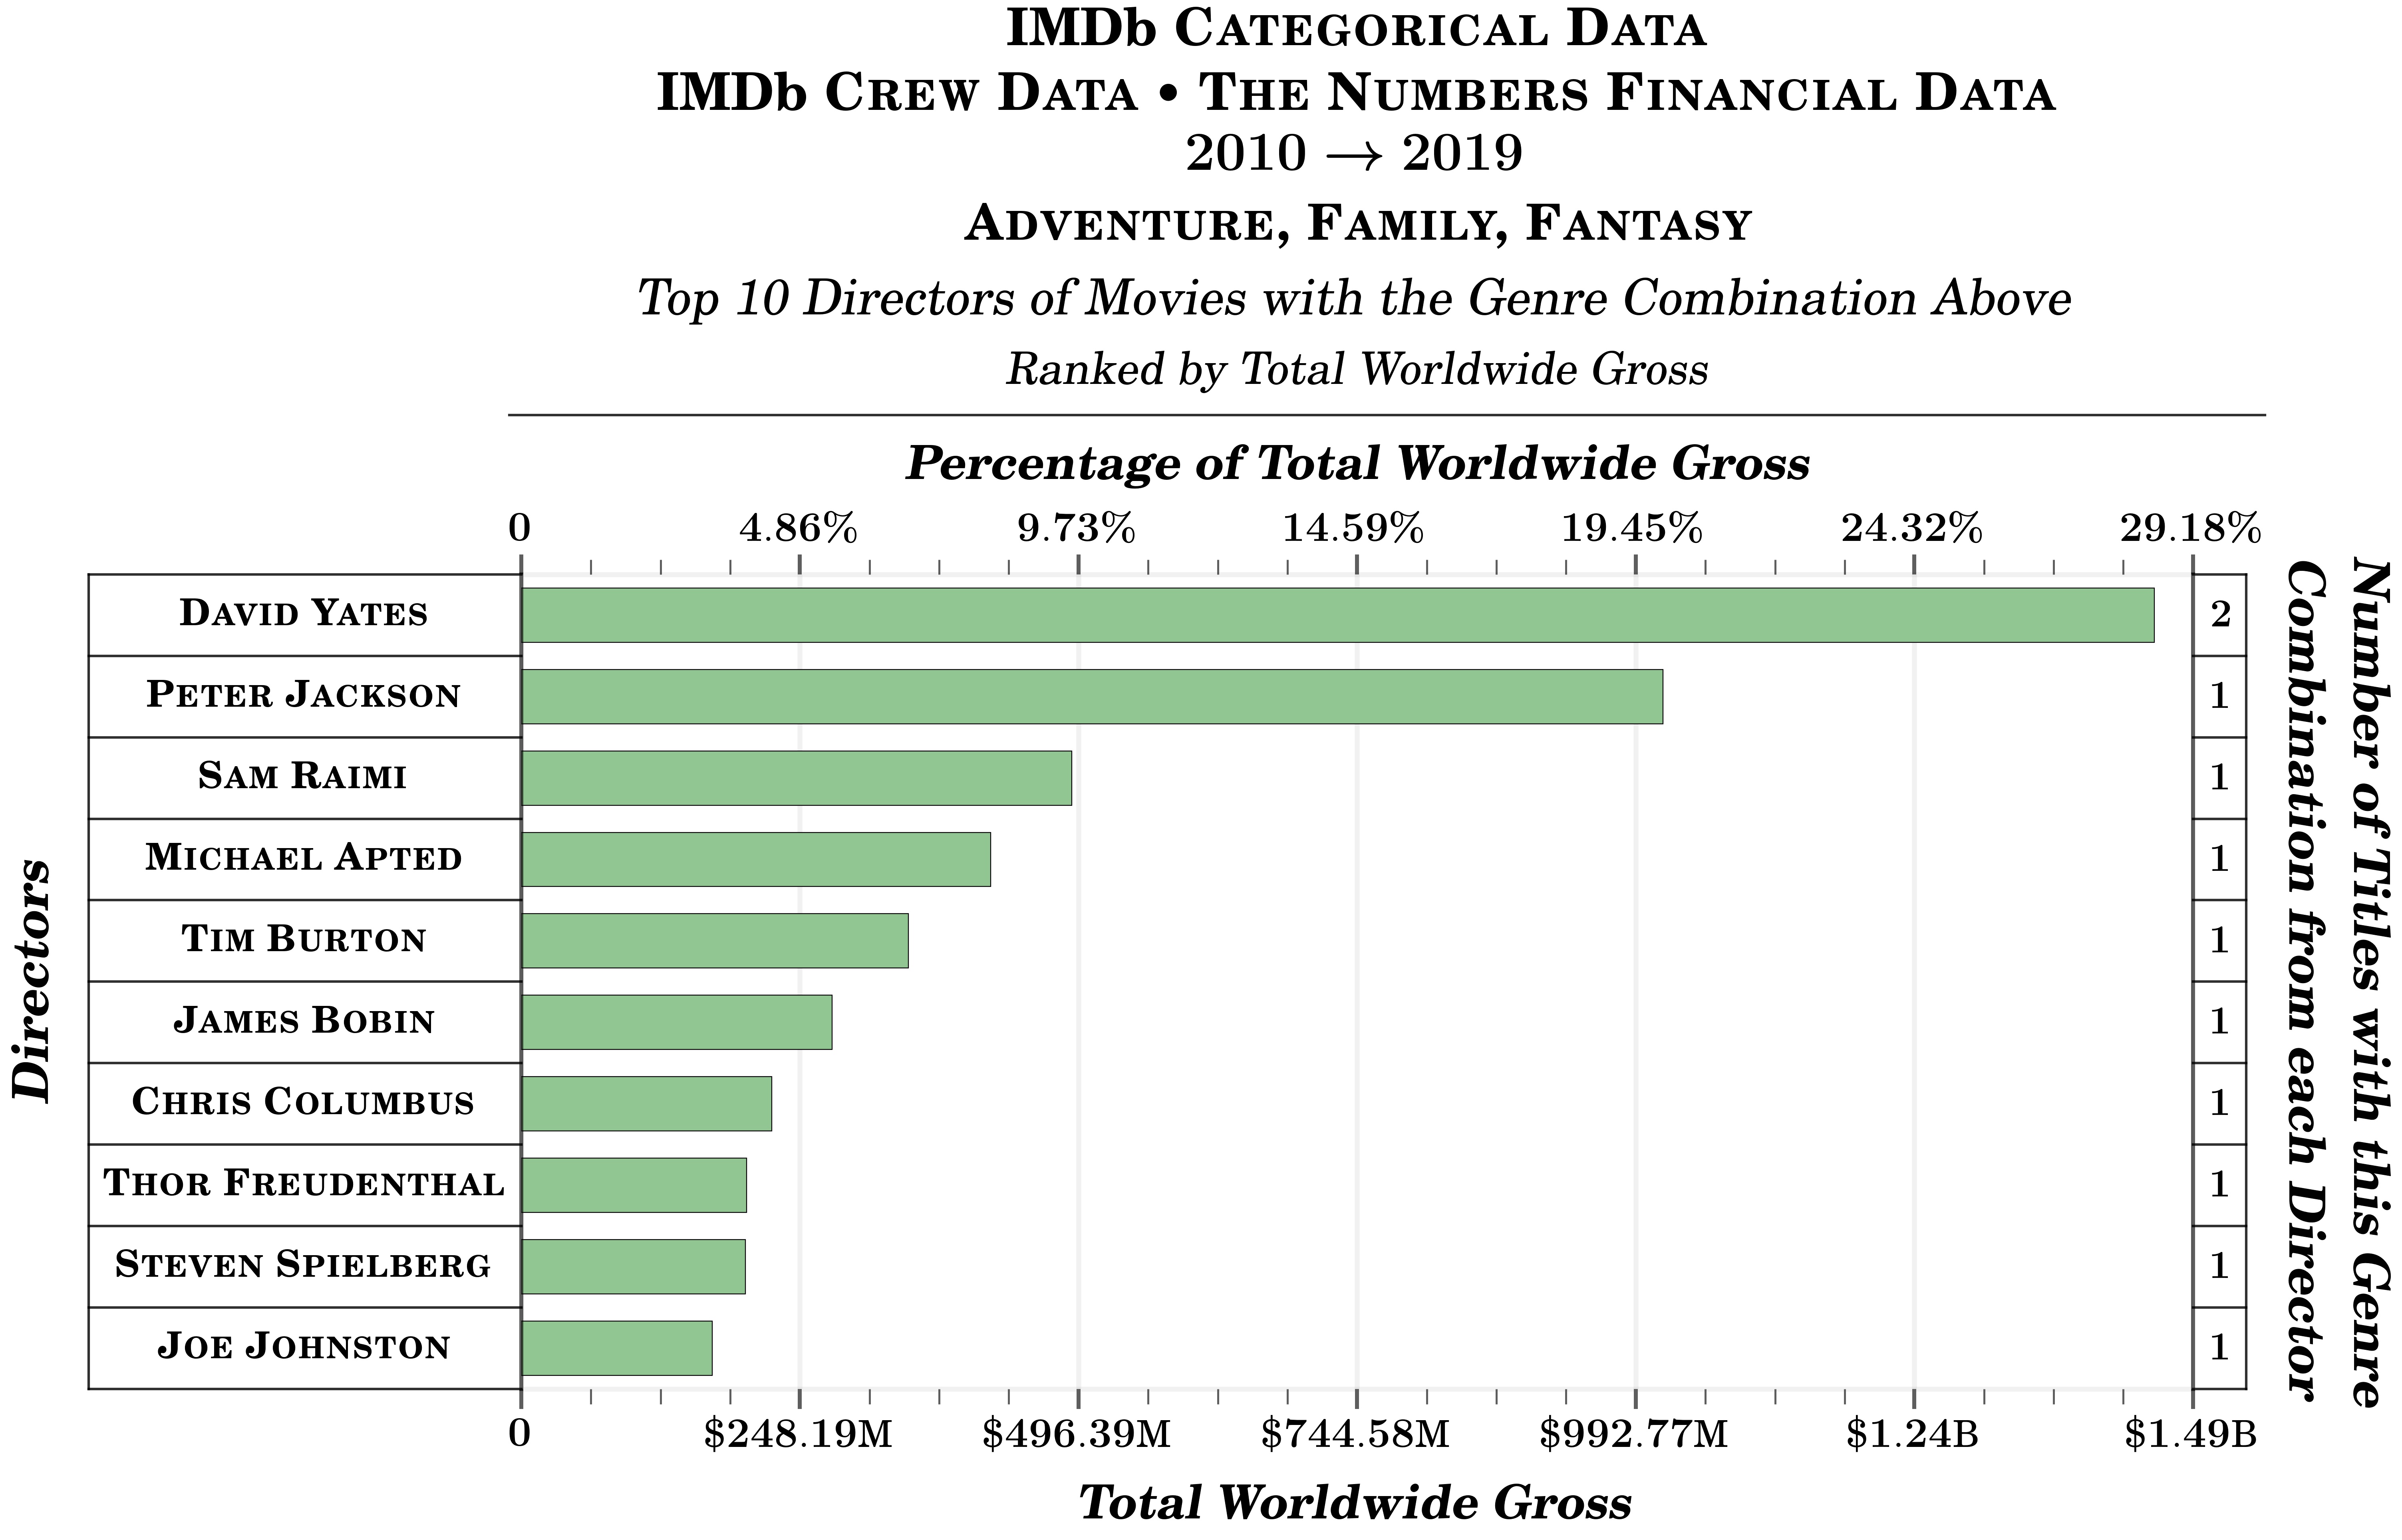 IMDb Categorical Data
IMDb Crew Data • The Numbers Financial Data
2010 → 2019
Adventure, Family, Fantasy
Top 10 Directors of Movies with the Genre Combination Above
Ranked by Total Worldwide Gross
Percentage of Total Worldwide Gross
0 4.86% 9.73% 14.59% 19.45% 24.32% 29.18%
David Yates 2
Peter Jackson 1
Sam Raimi 1
Michael Apted 1
Tim Burton 1
James Bobin 1
Chris Columbus 1
Thor Freudenthal 1
Steven Spielberg 1
Joe Johnston 1
0 $248.19M $496.39M $744.58M $992.77M $1.24B $1.49B
Total Worldwide Gross
Directors
Number of Titles with this Genre
Combination from each Director